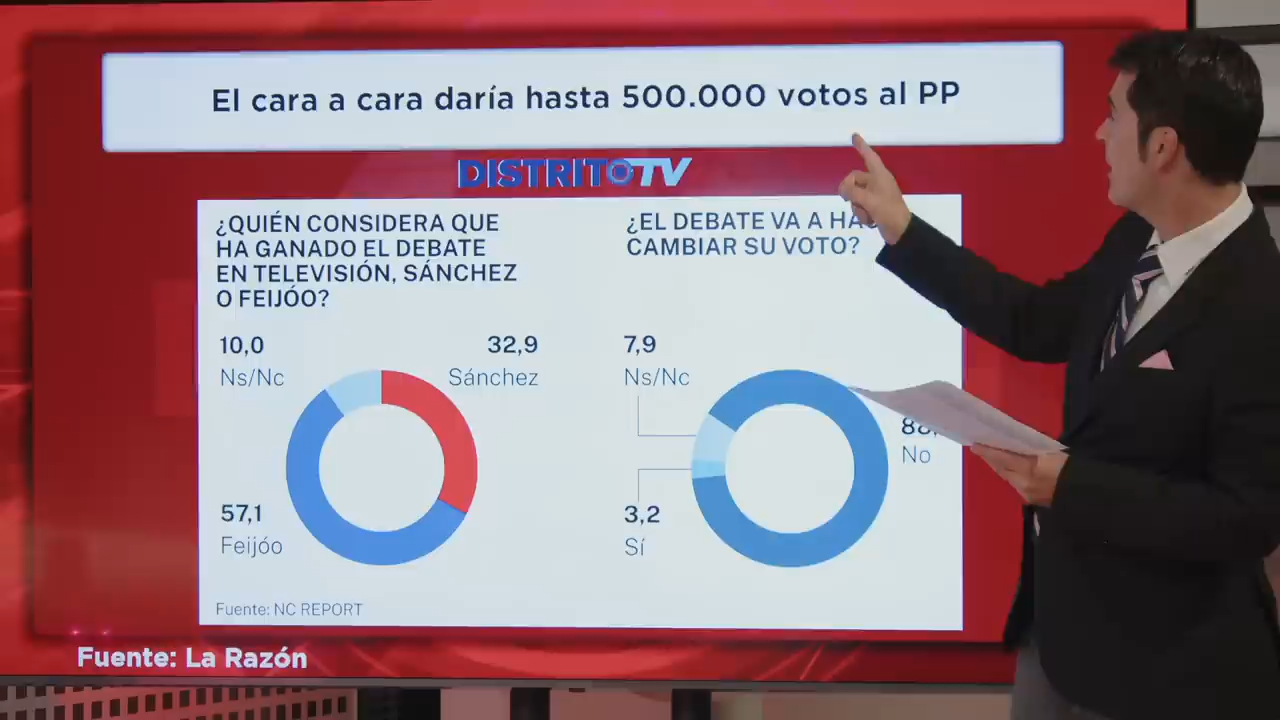 El cara a cara daría hasta 500.000 votos al PP
DISTRITOTV
¿QUIÉN CONSIDERA QUE
HA GANADO EL DEBATE
EN TELEVISIÓN, SÁNCHEZ
O FEIJÓO?
10,0
Ns/Nc
32,9
Sánchez
57,1
Feijóo
¿EL DEBATE VA A
CAMBIAR SU VOTO?
7,9
Ns/Nc
No
3,2
Sí
Fuente: NC REPORT
Fuente: La Razón